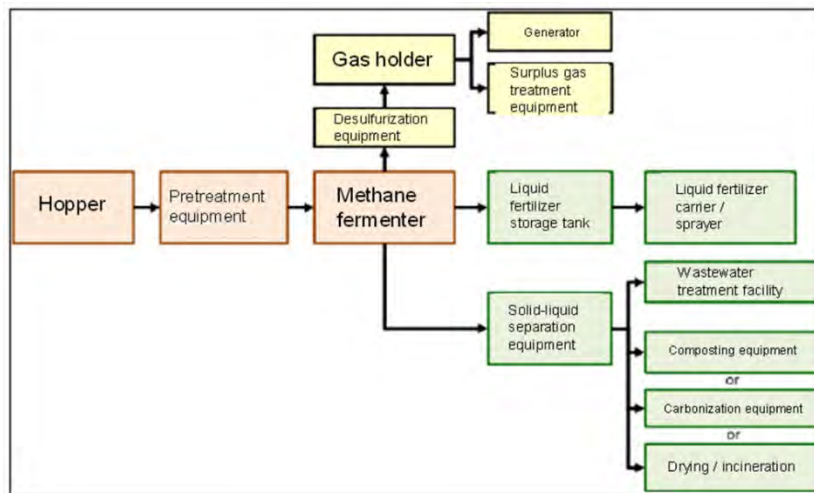 Generator
Gas holder
Surplus gas
treatment
equipment
Desulfurization
equipment
Hopper
Pretreatment
equipment
Methane
fermenter
Liquid
fertilizer
storage tank
Liquid fertilizer
carrier /
sprayer
Wastewater
treatment facility
Solid-liquid
separation
equipment
Composting equipment
or
Carbonization equipment
or
Drying / incineration